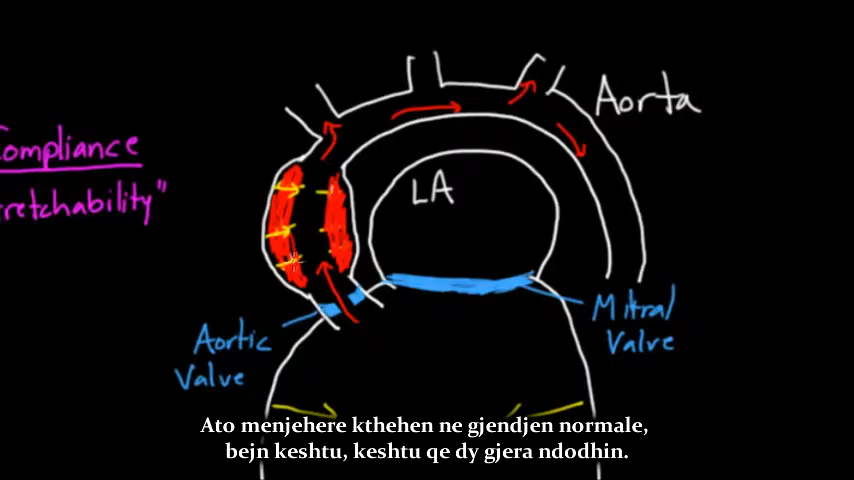 Aorta
ompliance
LA
retchability"
Mitral
Valve
Aortic
Valve
Ato menjehere kthehen ne gjendjen normale,
bejn keshtu, keshtu qe dy gjera ndodhin.